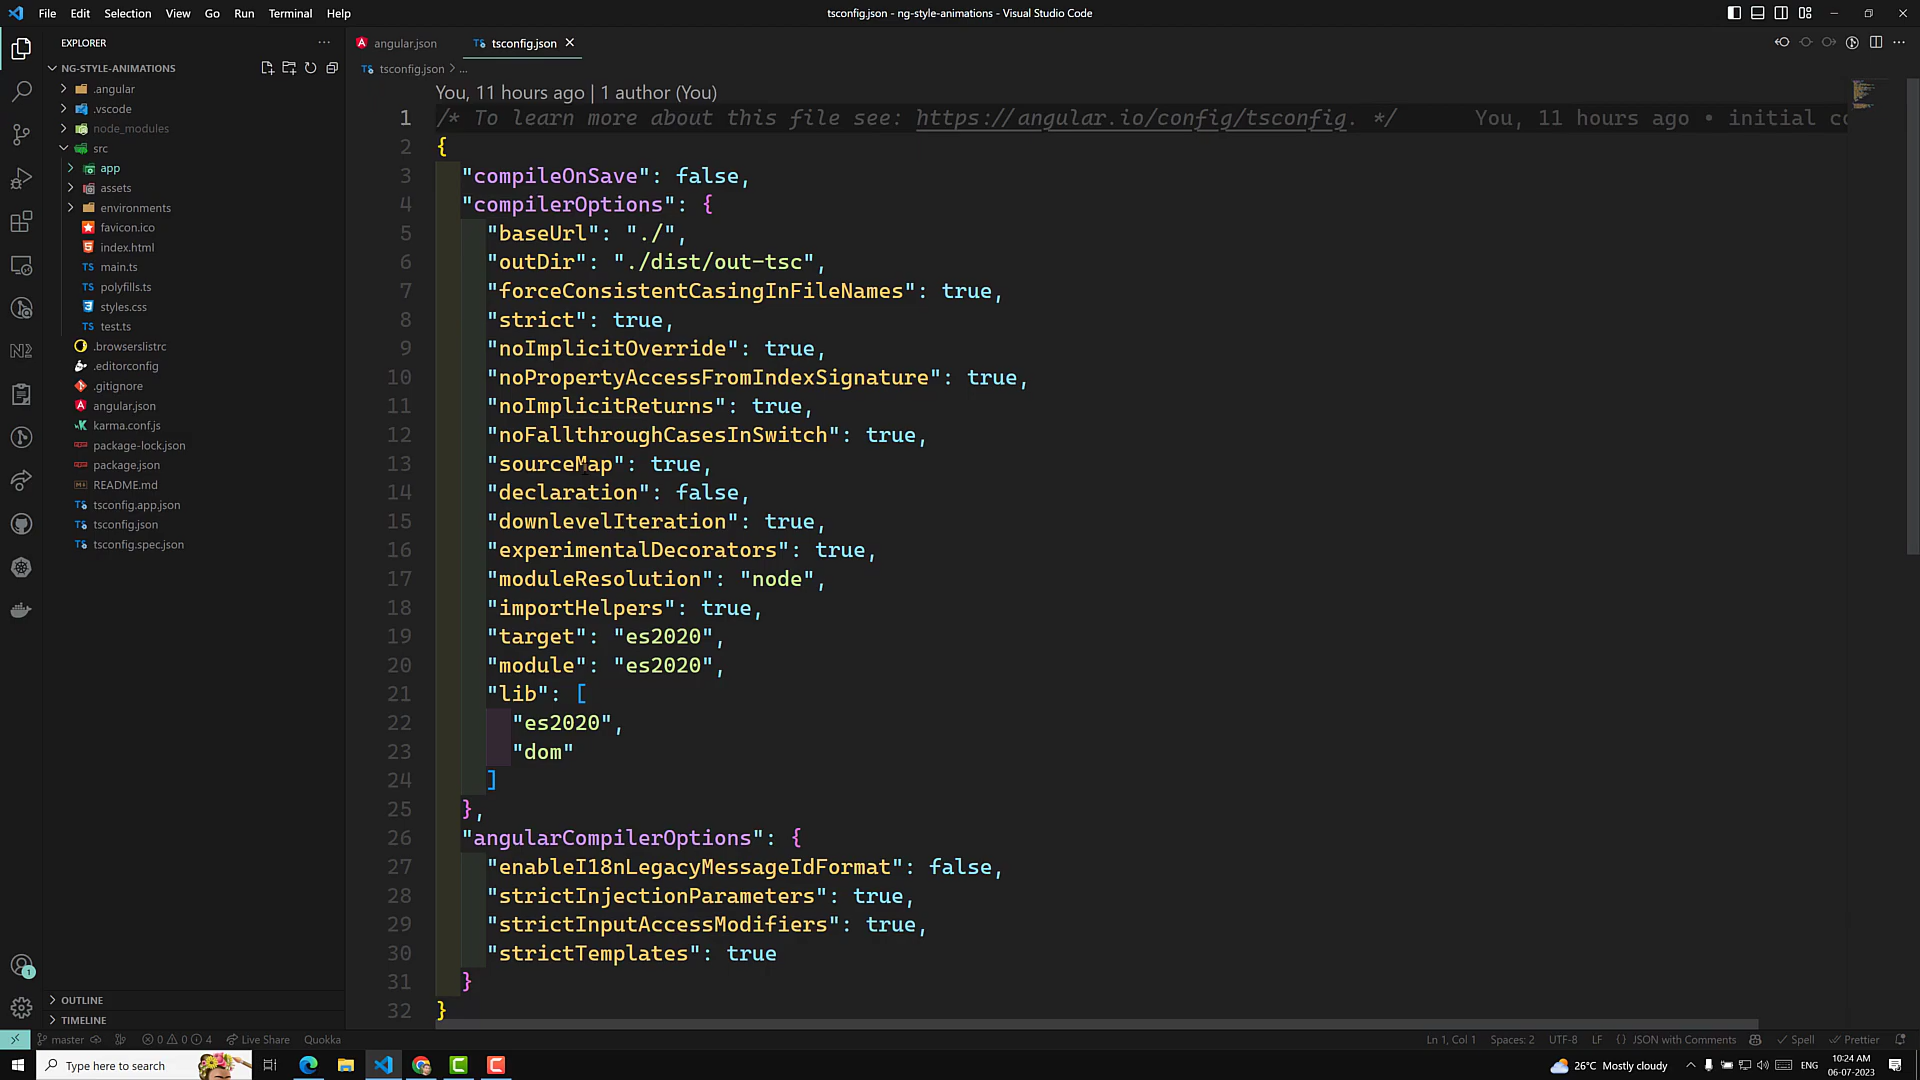 File Edit Selection View Go Run Terminal Help
tsconfig.json - ng-style-animations - Visual Studio Code
EXPLORER
NG-STYLE-ANIMATIONS
.angular
.vscode
node_modules
src
app
assets
environments
favicon.ico
index.html
TS main.ts
TS polyfills.ts
styles.css
TS test.ts
.browserslistrc
.editorconfig
.gitignore
angular.json
karma.conf.js
package-lock.json
package.json
README.md
tsconfig.app.json
tsconfig.json
tsconfig.spec.json
OUTLINE
TIMELINE
angular.json tsconfig.json
tsconfig.json > ...
You, 11 hours ago | 1 author (You)
1 /* To learn more about this file see: https://angular.io/config/tsconfig. */ You, 11 hours ago • initial co
2 {
3 "compileOnSave": false,
4 "compilerOptions": {
5 "baseUrl": "./",
6 "outDir": "./dist/out-tsc",
7 "forceConsistentCasingInFileNames": true,
8 "strict": true,
9 "noImplicitOverride": true,
10 "noPropertyAccessFromIndexSignature": true,
11 "noImplicitReturns": true,
12 "noFallthroughCasesInSwitch": true,
13 "sourceMap": true,
14 "declaration": false,
15 "downlevelIteration": true,
16 "experimentalDecorators": true,
17 "moduleResolution": "node",
18 "importHelpers": true,
19 "target": "es2020",
20 "module": "es2020",
21 "lib": [
22 "es2020",
23 "dom"
24 ]
25 },
26 "angularCompilerOptions": {
27 "enableI18nLegacyMessageIdFormat": false,
28 "strictInjectionParameters": true,
29 "strictInputAccessModifiers": true,
30 "strictTemplates": true
31 }
32 }
master 0 0 4 Live Share Quokka
Ln 1, Col 1 Spaces: 2 UTF-8 LF {} JSON with Comments Spell Prettier
Type here to search
26°C Mostly cloudy ENG 10:24 AM
06-07-2023